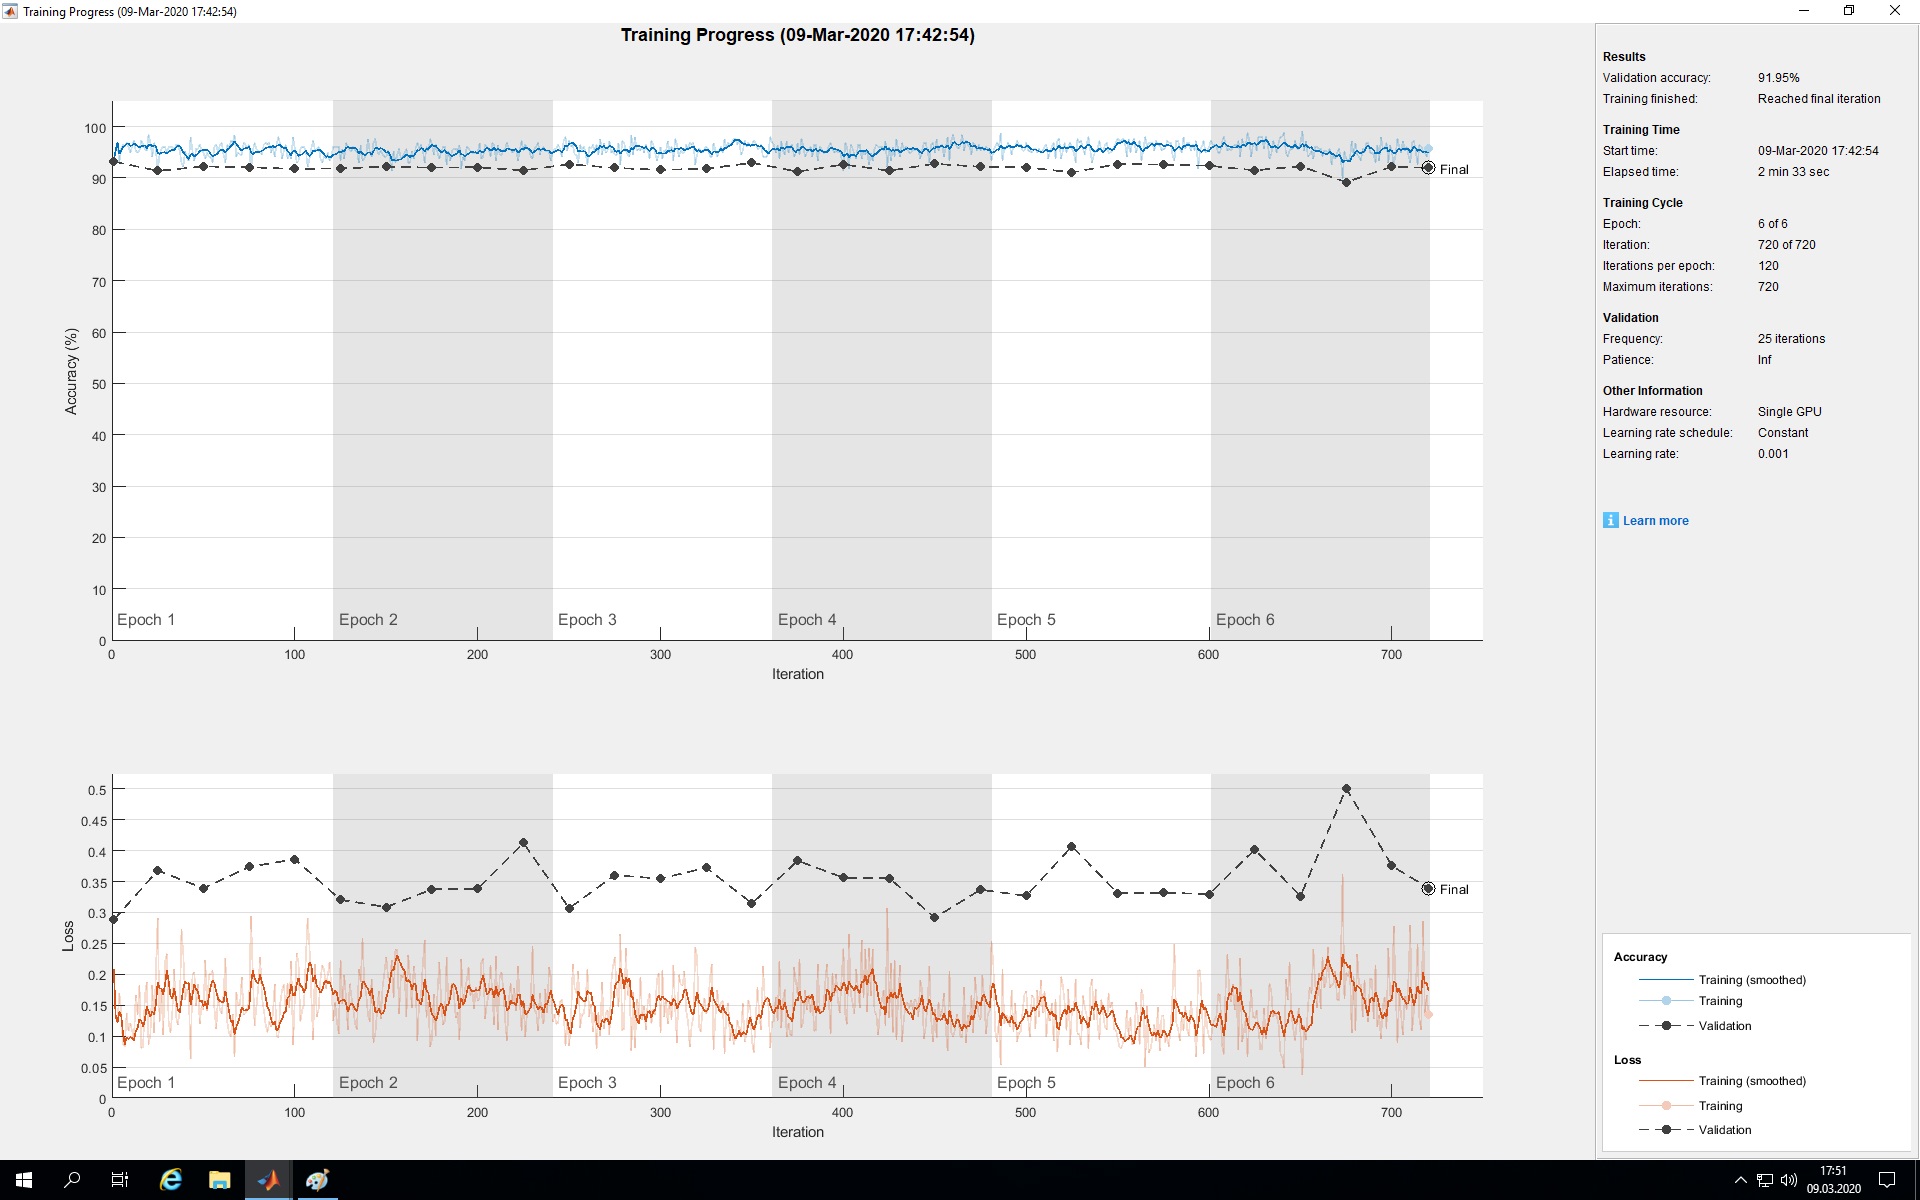 Training Progress (09-Mar-2020 17:42:54)
Training Progress (09-Mar-2020 17:42:54)
100
90
80
70
60
50
40
30
20
10
0
Accuracy (%)
Epoch 1 Epoch 2 Epoch 3 Epoch 4 Epoch 5 Epoch 6
0 100 200 300 400 500 600 700
Iteration
Final
0.5
0.45
0.4
0.35
0.3
0.25
0.2
0.15
0.1
0.05
0
Loss
Final
Epoch 1 Epoch 2 Epoch 3 Epoch 4 Epoch 5 Epoch 6
0 100 200 300 400 500 600 700
Iteration
Results
Validation accuracy: 91.95%
Training finished: Reached final iteration
Training Time
Start time: 09-Mar-2020 17:42:54
Elapsed time: 2 min 33 sec
Training Cycle
Epoch: 6 of 6
Iteration: 720 of 720
Iterations per epoch: 120
Maximum iterations: 720
Validation
Frequency: 25 iterations
Patience: Inf
Other Information
Hardware resource: Single GPU
Learning rate schedule: Constant
Learning rate: 0.001
Learn more
Accuracy
Training (smoothed)
Training
Validation
Loss
Training (smoothed)
Training
Validation
17:51
09.03.2020